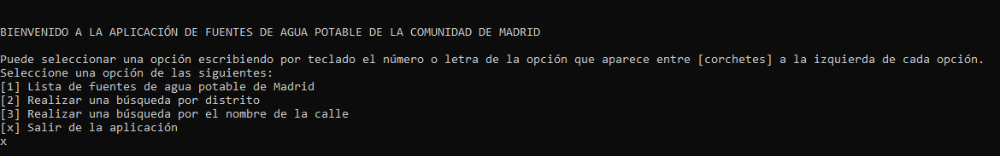 BIENVENIDO A LA APLICACIÓN DE FUENTES DE AGUA POTABLE DE LA COMUNIDAD DE MADRID
Puede seleccionar una opción escribiendo por teclado el número o letra de la opción que aparece entre [corchetes] a la izquierda de cada opción.
Seleccione una opción de las siguientes:
[1] Lista de fuentes de agua potable de Madrid
[2] Realizar una búsqueda por distrito
[3] Realizar una búsqueda por el nombre de la calle
[x] Salir de la aplicación
x